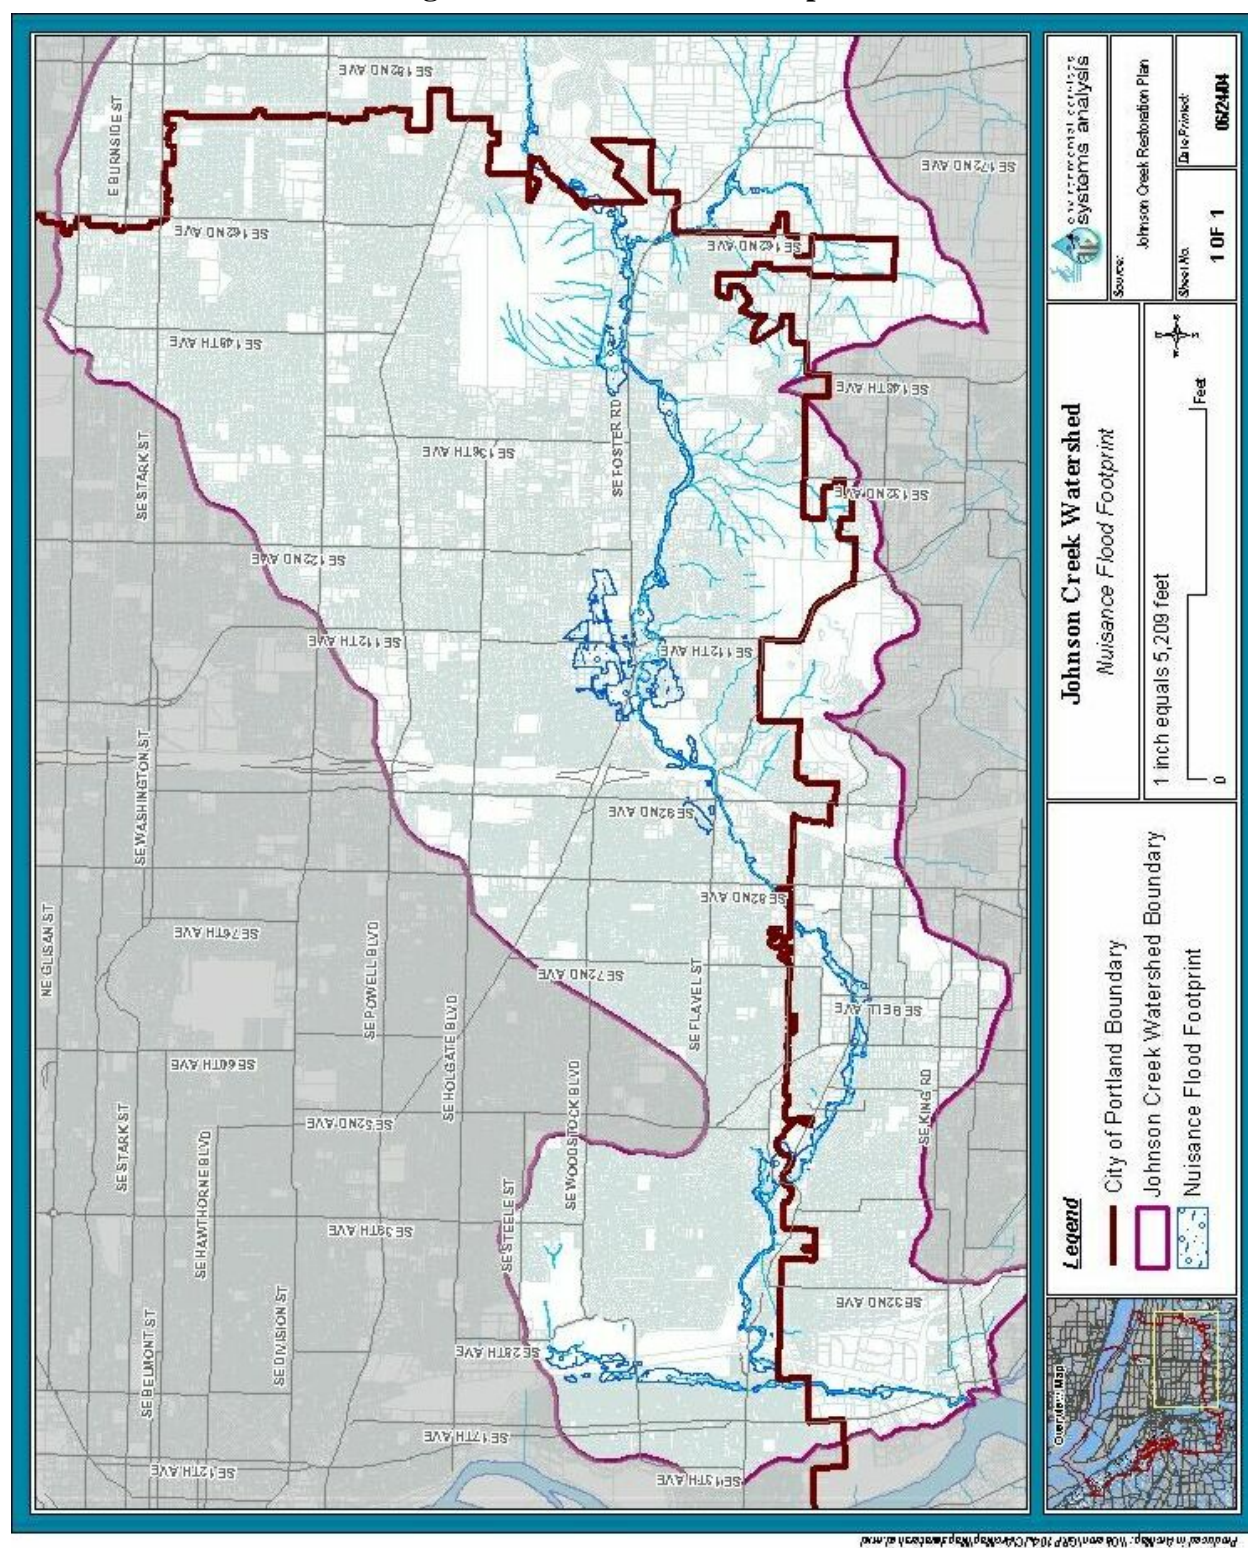 SE 182ND AVE
E BURNSIDE ST
SE 162ND AVE
SE 172ND AVE
SE 162ND AVE
SE 148TH AVE
SE 148TH AVE
SE STARK ST
SE 136TH AVE
SE FOSTER RD
SE 132ND AVE
SE 122ND AVE
SE 112TH AVE
SE 112TH AVE
SE WASHINGTON ST
SE 92ND AVE
SE 82ND AVE
NE GLISAN ST
SE 76TH AVE
SE POWELL BLVD
SE 72ND AVE
SE FLAVEL ST
SE BELL AVE
SE 60TH AVE
SE HOLGATE BLVD
SE 52ND AVE
SE WOODSTOCK BLVD
SE KING RD
SE STARK ST
SE HAWTHORNE BLVD
SE 39TH AVE
SE STEELE ST
SE 32ND AVE
SE BELMONT ST
SE DIVISION ST
SE 28TH AVE
SE 17TH AVE
SE 12TH AVE
SE 13TH AVE
Overview Map
Legend
City of Portland Boundary
Johnson Creek Watershed Boundary
Nuisance Flood Footprint
Johnson Creek Watershed
Nuisance Flood Footprint
1 inch equals 5,209 feet
0
Feet
N
E
S
W
systems analysis
Source:
Johnson Creek Restoration Plan
Sheet No.
1 OF 1
Date Printed:
06/24/04